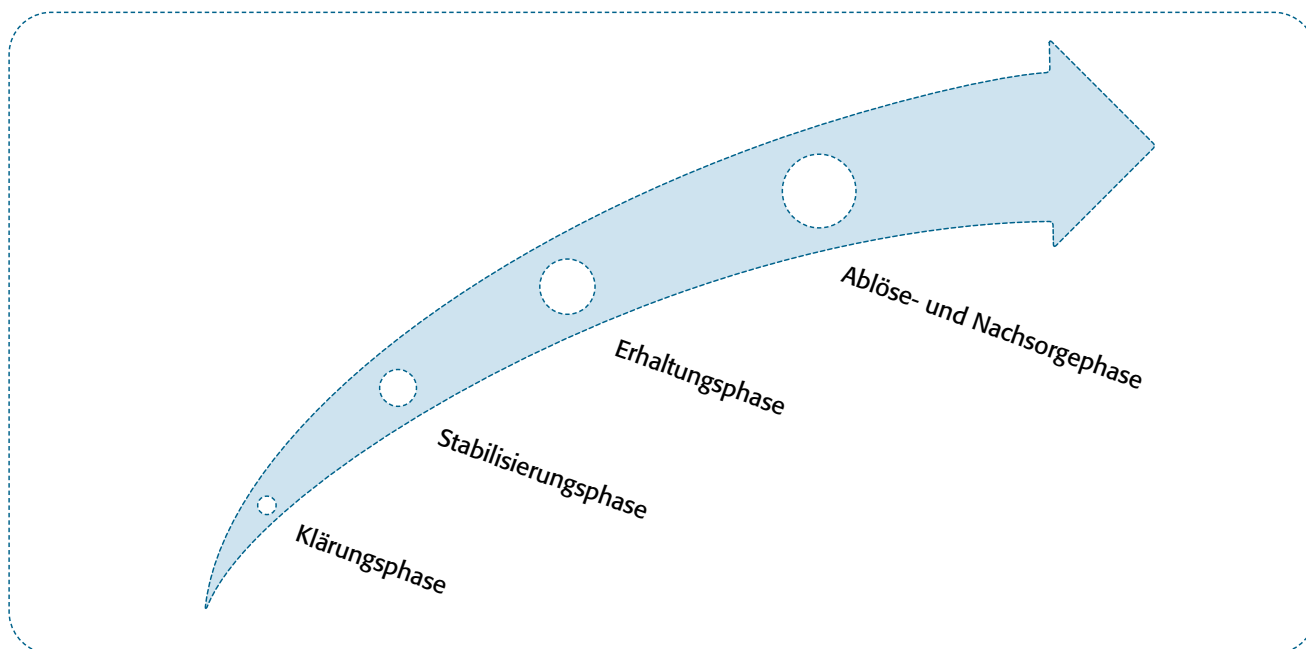 Ablöse- und Nachsorgephase
Erhaltungsphase
Stabilisierungsphase
Klärungsphase